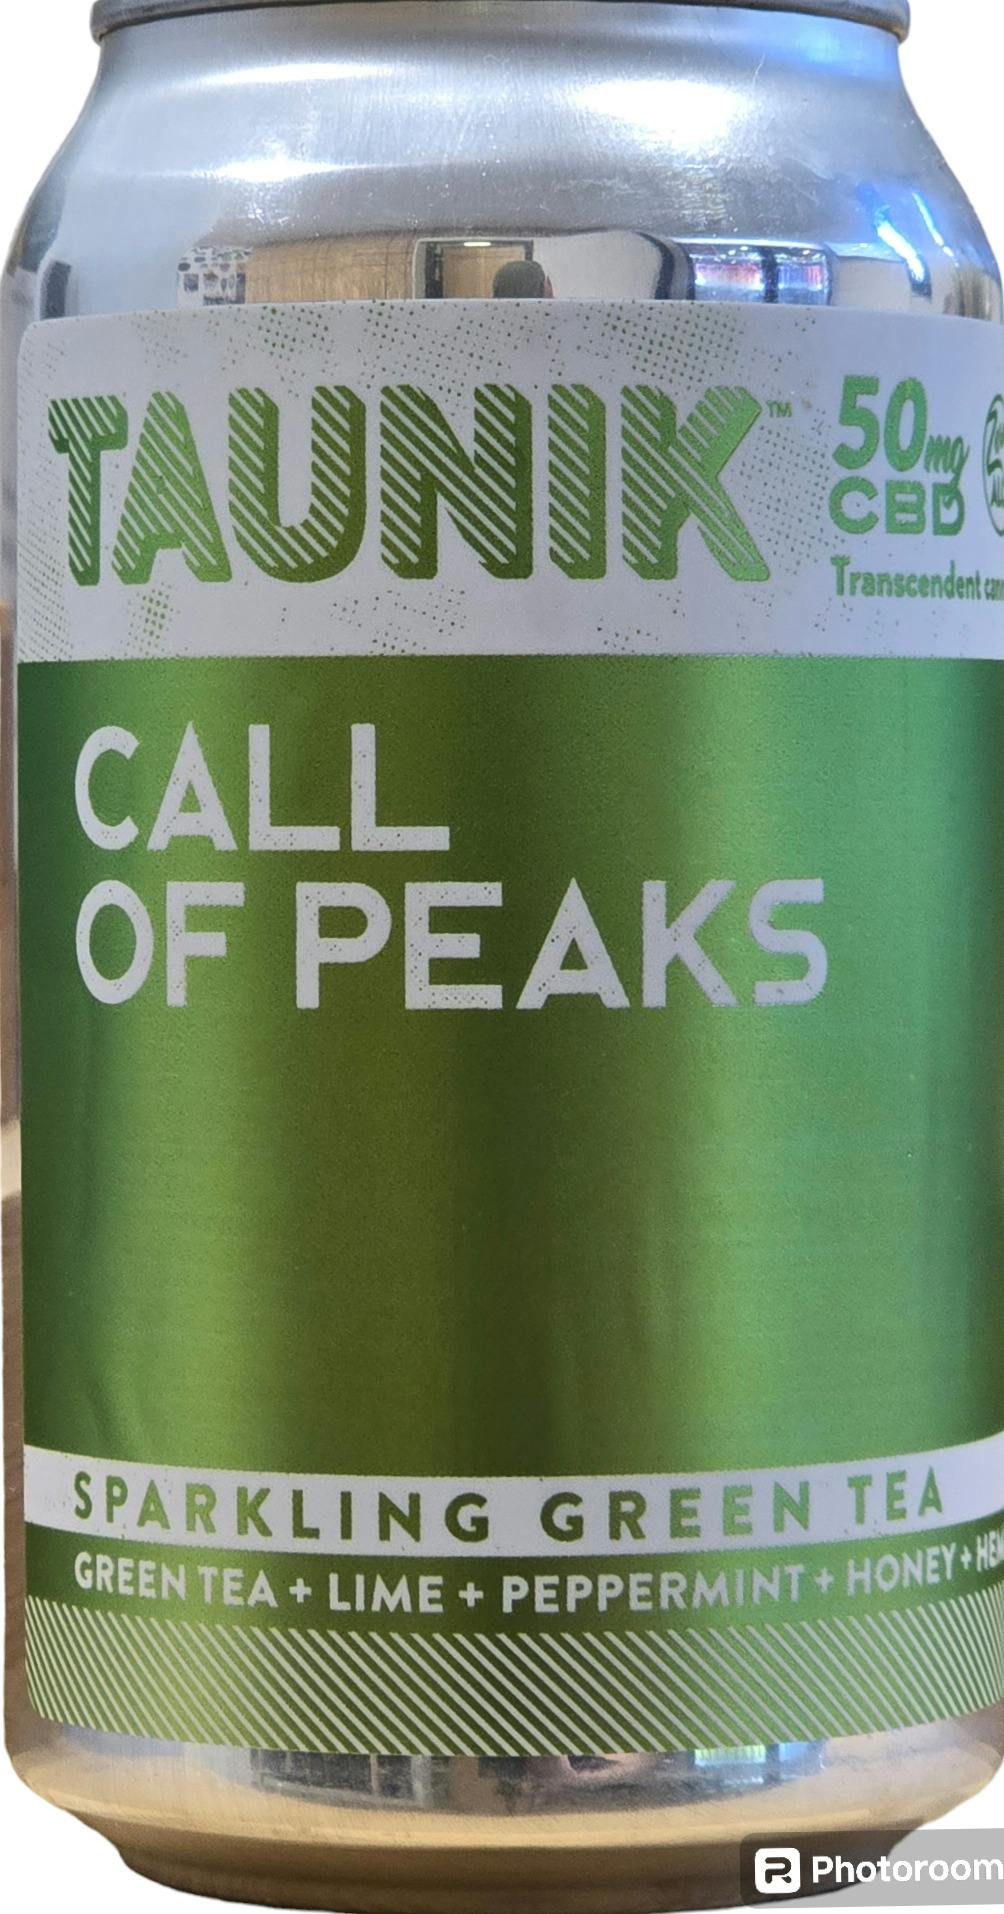 TAUNIK™
50mg
CBD
Transcendent
CALL
OF PEAKS
SPARKLING GREEN TEA
GREEN TEA + LIME + PEPPERMINT + HONEY +
Photoroom